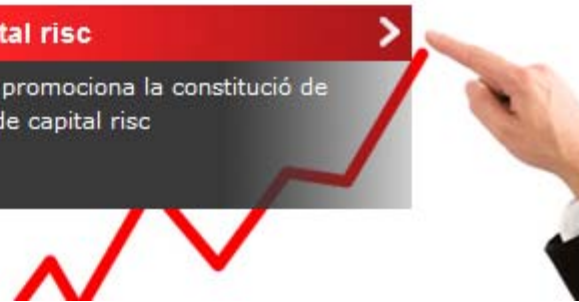 tal risc
promociona la constitució de
de capital risc